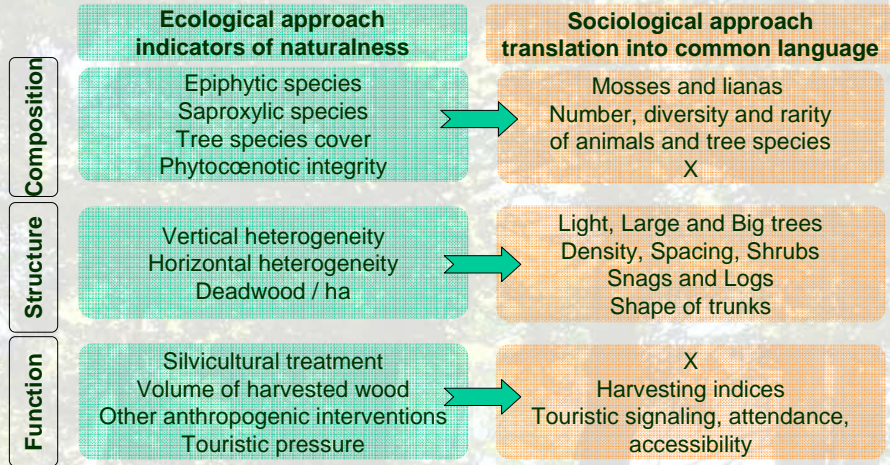 Ecological approach
indicators of naturalness
Sociological approach
translation into common language
Composition
Epiphytic species
Saproxylic species
Tree species cover
Phytocœnotic integrity
Mosses and lianas
Number, diversity and rarity
of animals and tree species
X
Structure
Vertical heterogeneity
Horizontal heterogeneity
Deadwood / ha
Light, Large and Big trees
Density, Spacing, Shrubs
Snags and Logs
Shape of trunks
Function
Silvicultural treatment
Volume of harvested wood
Other anthropogenic interventions
Touristic pressure
X
Harvesting indices
Touristic signaling, attendance,
accessibility